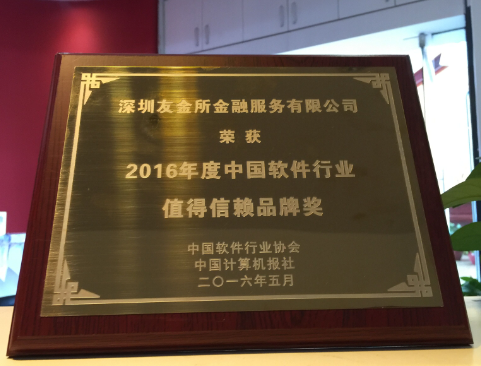 深圳友金所金融服务有限公司
荣获
2016年度中国软件行业
值得信赖品牌奖
中国软件行业协会
中国计算机报社
二〇一六年五月